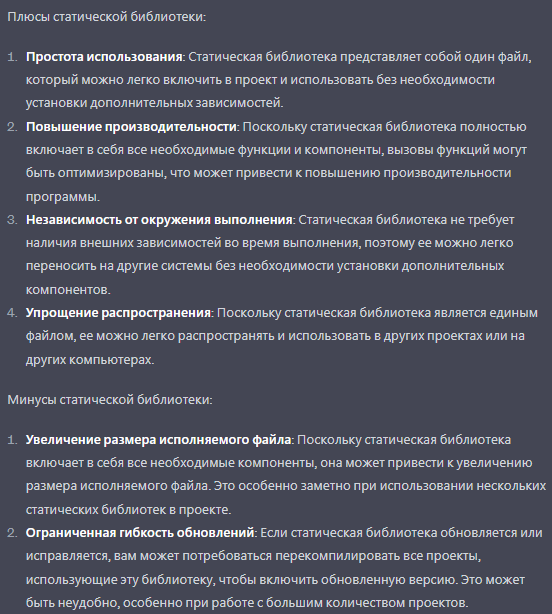 Плюсы статической библиотеки:
1. Простота использования: Статическая библиотека представляет собой один файл,
который можно легко включить в проект и использовать без необходимости
установки дополнительных зависимостей.
2. Повышение производительности: Поскольку статическая библиотека полностью
включает в себя все необходимые функции и компоненты, вызовы функций могут
быть оптимизированы, что может привести к повышению производительности
программы.
3. Независимость от окружения выполнения: Статическая библиотека не требует
наличия внешних зависимостей во время выполнения, поэтому ее можно легко
переносить на другие системы без необходимости установки дополнительных
компонентов.
4. Упрощение распространения: Поскольку статическая библиотека является единым
файлом, ее можно легко распространять и использовать в других проектах или на
других компьютерах.
Минусы статической библиотеки:
1. Увеличение размера исполняемого файла: Поскольку статическая библиотека
включает в себя все необходимые компоненты, она может привести к увеличению
размера исполняемого файла. Это особенно заметно при использовании нескольких
статических библиотек в проекте.
2. Ограниченная гибкость обновлений: Если статическая библиотека обновляется или
исправляется, вам может потребоваться перекомпилировать все проекты,
использующие эту библиотеку, чтобы включить обновленную версию. Это может
быть неудобно, особенно при работе с большим количеством проектов.